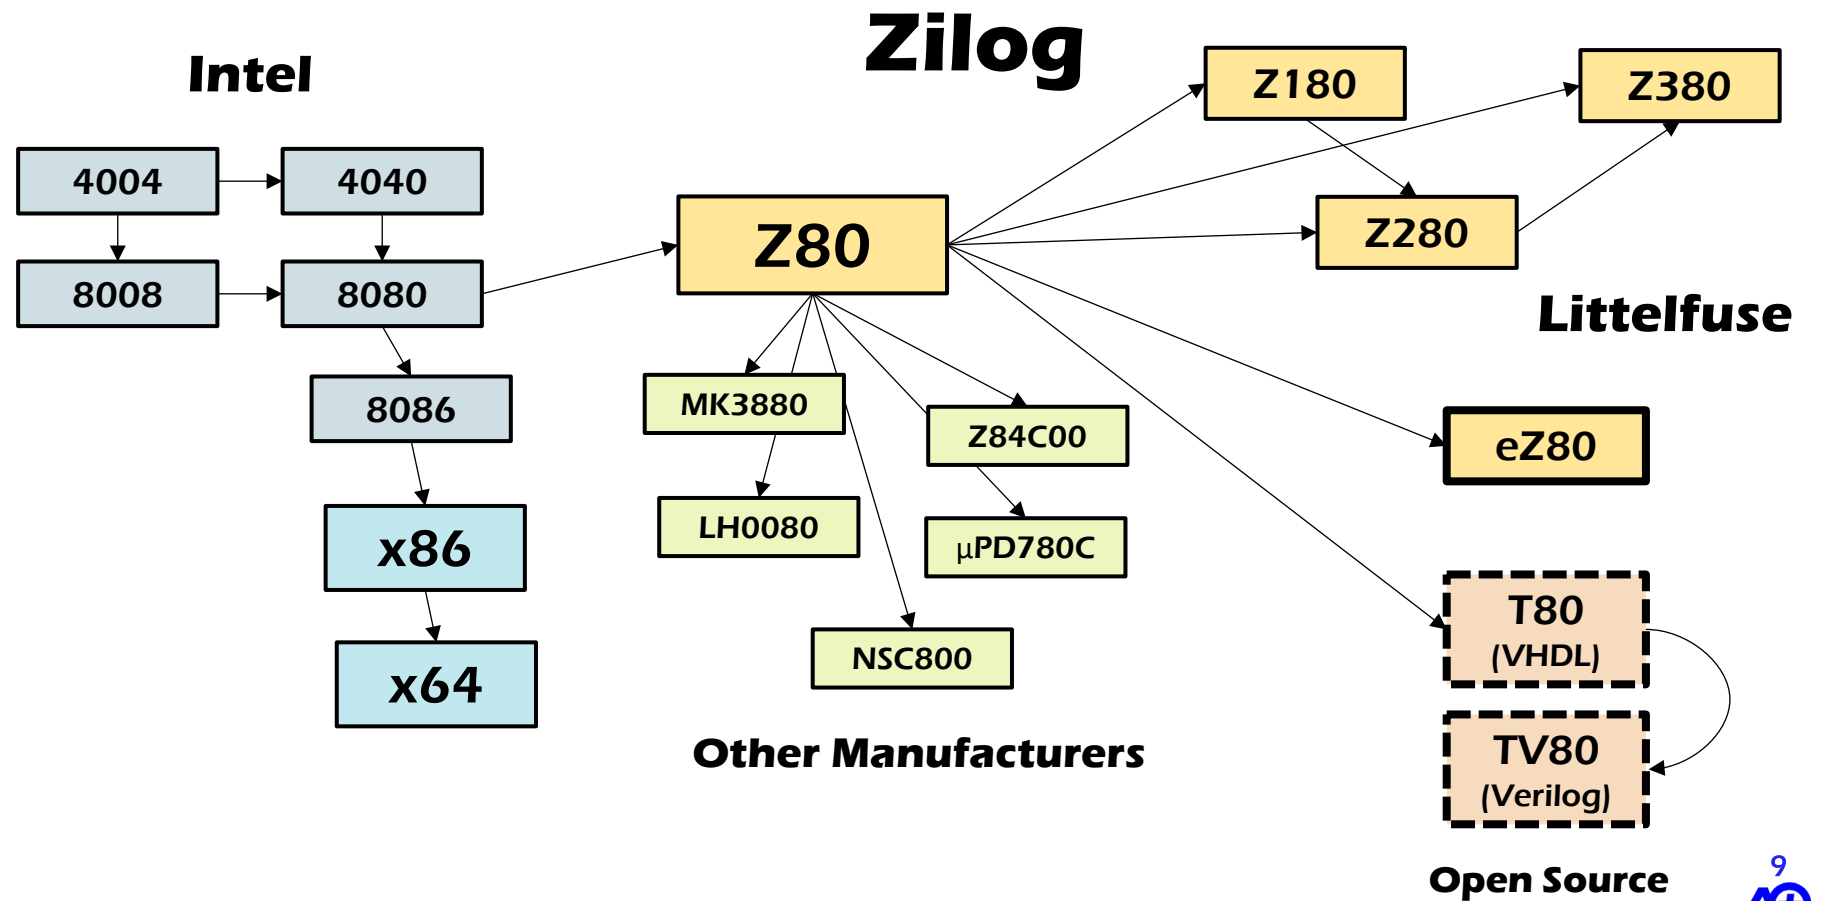 Zilog
Intel
Z180
Z380
4004
4040
Z80
Z280
8008
8080
Littelfuse
8086
MK3880
Z84C00
eZ80
x86
LH0080
µPD780C
T80
(VHDL)
x64
NSC800
TV80
(Verilog)
Other Manufacturers
Open Source
9